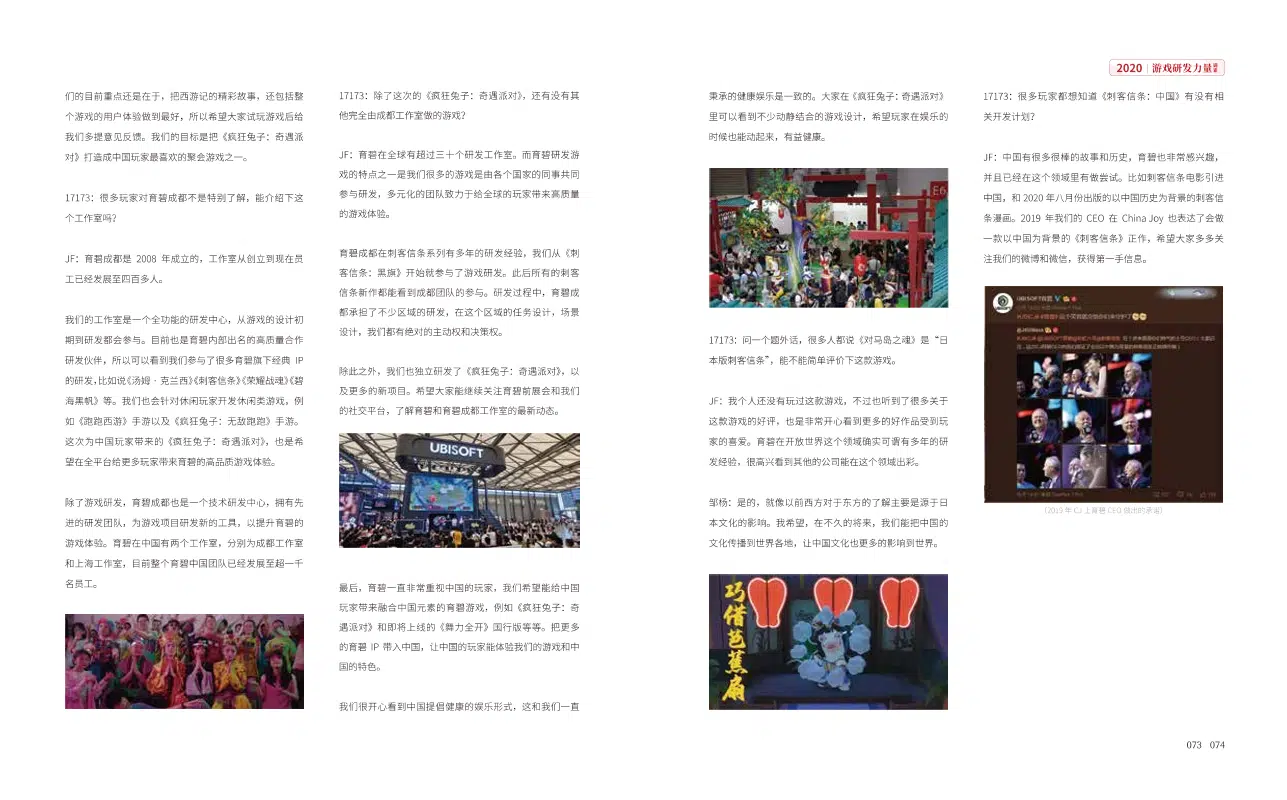 2020 游戏研发力量
们的目前重点还是在于，把西游记的精彩故事，还包括整
个游戏的用户体验做到最好，所以希望大家试玩游戏后给
我们多提意见反馈。我们的目标是把《疯狂兔子：奇遇派
对》打造成中国玩家最喜欢的聚会游戏之一。
17173：很多玩家对育碧成都不是特别了解，能介绍下这
个工作室吗？
JF：育碧成都是 2008 年成立的，工作室从创立到现在员
工已经发展至四百多人。
我们的工作室是一个全功能的研发中心，从游戏的设计初
期到研发都会参与。目前也是育碧内部出名的高质量合作
研发伙伴，所以可以看到我们参与了很多育碧旗下经典 IP
的研发，比如说《汤姆·克兰西》《刺客信条》《荣耀战魂》《碧
海黑帆》等。我们也会针对休闲玩家开发休闲类游戏，例
如《跑跑西游》手游以及《疯狂兔子：无敌跑跑》手游。
这次为中国玩家带来的《疯狂兔子：奇遇派对》，也是希
望在全平台给更多玩家带来育碧的高品质游戏体验。
除了游戏研发，育碧成都也是一个技术研发中心，拥有先
进的研发团队，为游戏项目研发新的工具，以提升育碧的
游戏体验。育碧在中国有两个工作室，分别为成都工作室
和上海工作室，目前整个育碧中国团队已经发展至超一千
名员工。
17173：除了这次的《疯狂兔子：奇遇派对》，还有没有其
他完全由成都工作室做的游戏？
JF：育碧在全球有超过三十个研发工作室。而育碧研发游
戏的特点之一是我们很多的游戏是由各个国家的同事共同
参与研发，多元化的团队致力于给全球的玩家带来高质量
的游戏体验。
育碧成都在刺客信条系列有多年的研发经验，我们从《刺
客信条：黑旗》开始就参与了游戏研发。此后所有的刺客
信条新作都能看到成都团队的参与。研发过程中，育碧成
都承担了不少区域的研发，在这个区域的任务设计，场景
设计，我们都有绝对的主动权和决策权。
除此之外，我们也独立研发了《疯狂兔子：奇遇派对》，以
及更多的新项目。希望大家能继续关注育碧前展会和我
们的社交平台，了解育碧和育碧成都工作室的最新动态。
UBISOFT
最后，育碧一直非常重视中国的玩家，我们希望能给中国
玩家带来融合中国元素的育碧游戏，例如《疯狂兔子：奇
遇派对》和即将上线的《舞力全开》国行版等等。把更多
的育碧 IP 带入中国，让中国的玩家能体验我们的游戏和中
国的特色。
我们很开心看到中国提倡健康的娱乐形式，这和我们一直
秉承的健康娱乐是一致的。大家在《疯狂兔子：奇遇派对》
里可以看到不少动静结合的游戏设计，希望玩家在娱乐的
时候也能动起来，有益健康。
E6
17173：问一个题外话，很多人都说《对马岛之魂》是“日
本版刺客信条”，能不能简单评价下这款游戏。
JF：我个人还没有玩过这款游戏，不过也听到了很多关于
这款游戏的好评，也是非常开心看到更多的好作品受到玩
家的喜爱。育碧在开放世界这个领域确实可谓有多年的研
发经验，很高兴看到其他的公司能在这个领域出彩。
邹杨：是的，就像以前西方对于东方的了解主要是源于日
本文化的影响。我希望，在不久的将来，我们能把中国的
文化传播到世界各地，让中国文化也更多的影响到世界。
巧借芭蕉扇
17173：很多玩家都想知道《刺客信条：中国》有没有相
关开发计划？
JF：中国有很多很棒的故事和历史，育碧也非常感兴趣，
并且已经在这个领域里有做尝试。比如刺客信条电影引进
中国，和 2020 年八月份出版的以中国历史为背景的刺客信
条漫画。2019 年我们的 CEO 在 China Joy 也表达了会做
一款以中国为背景的《刺客信条》正作，希望大家多多关
注我们的微博和微信，获得第一手信息。
（2019 年 CJ 上育碧 CEO 做出的承诺）
073 074